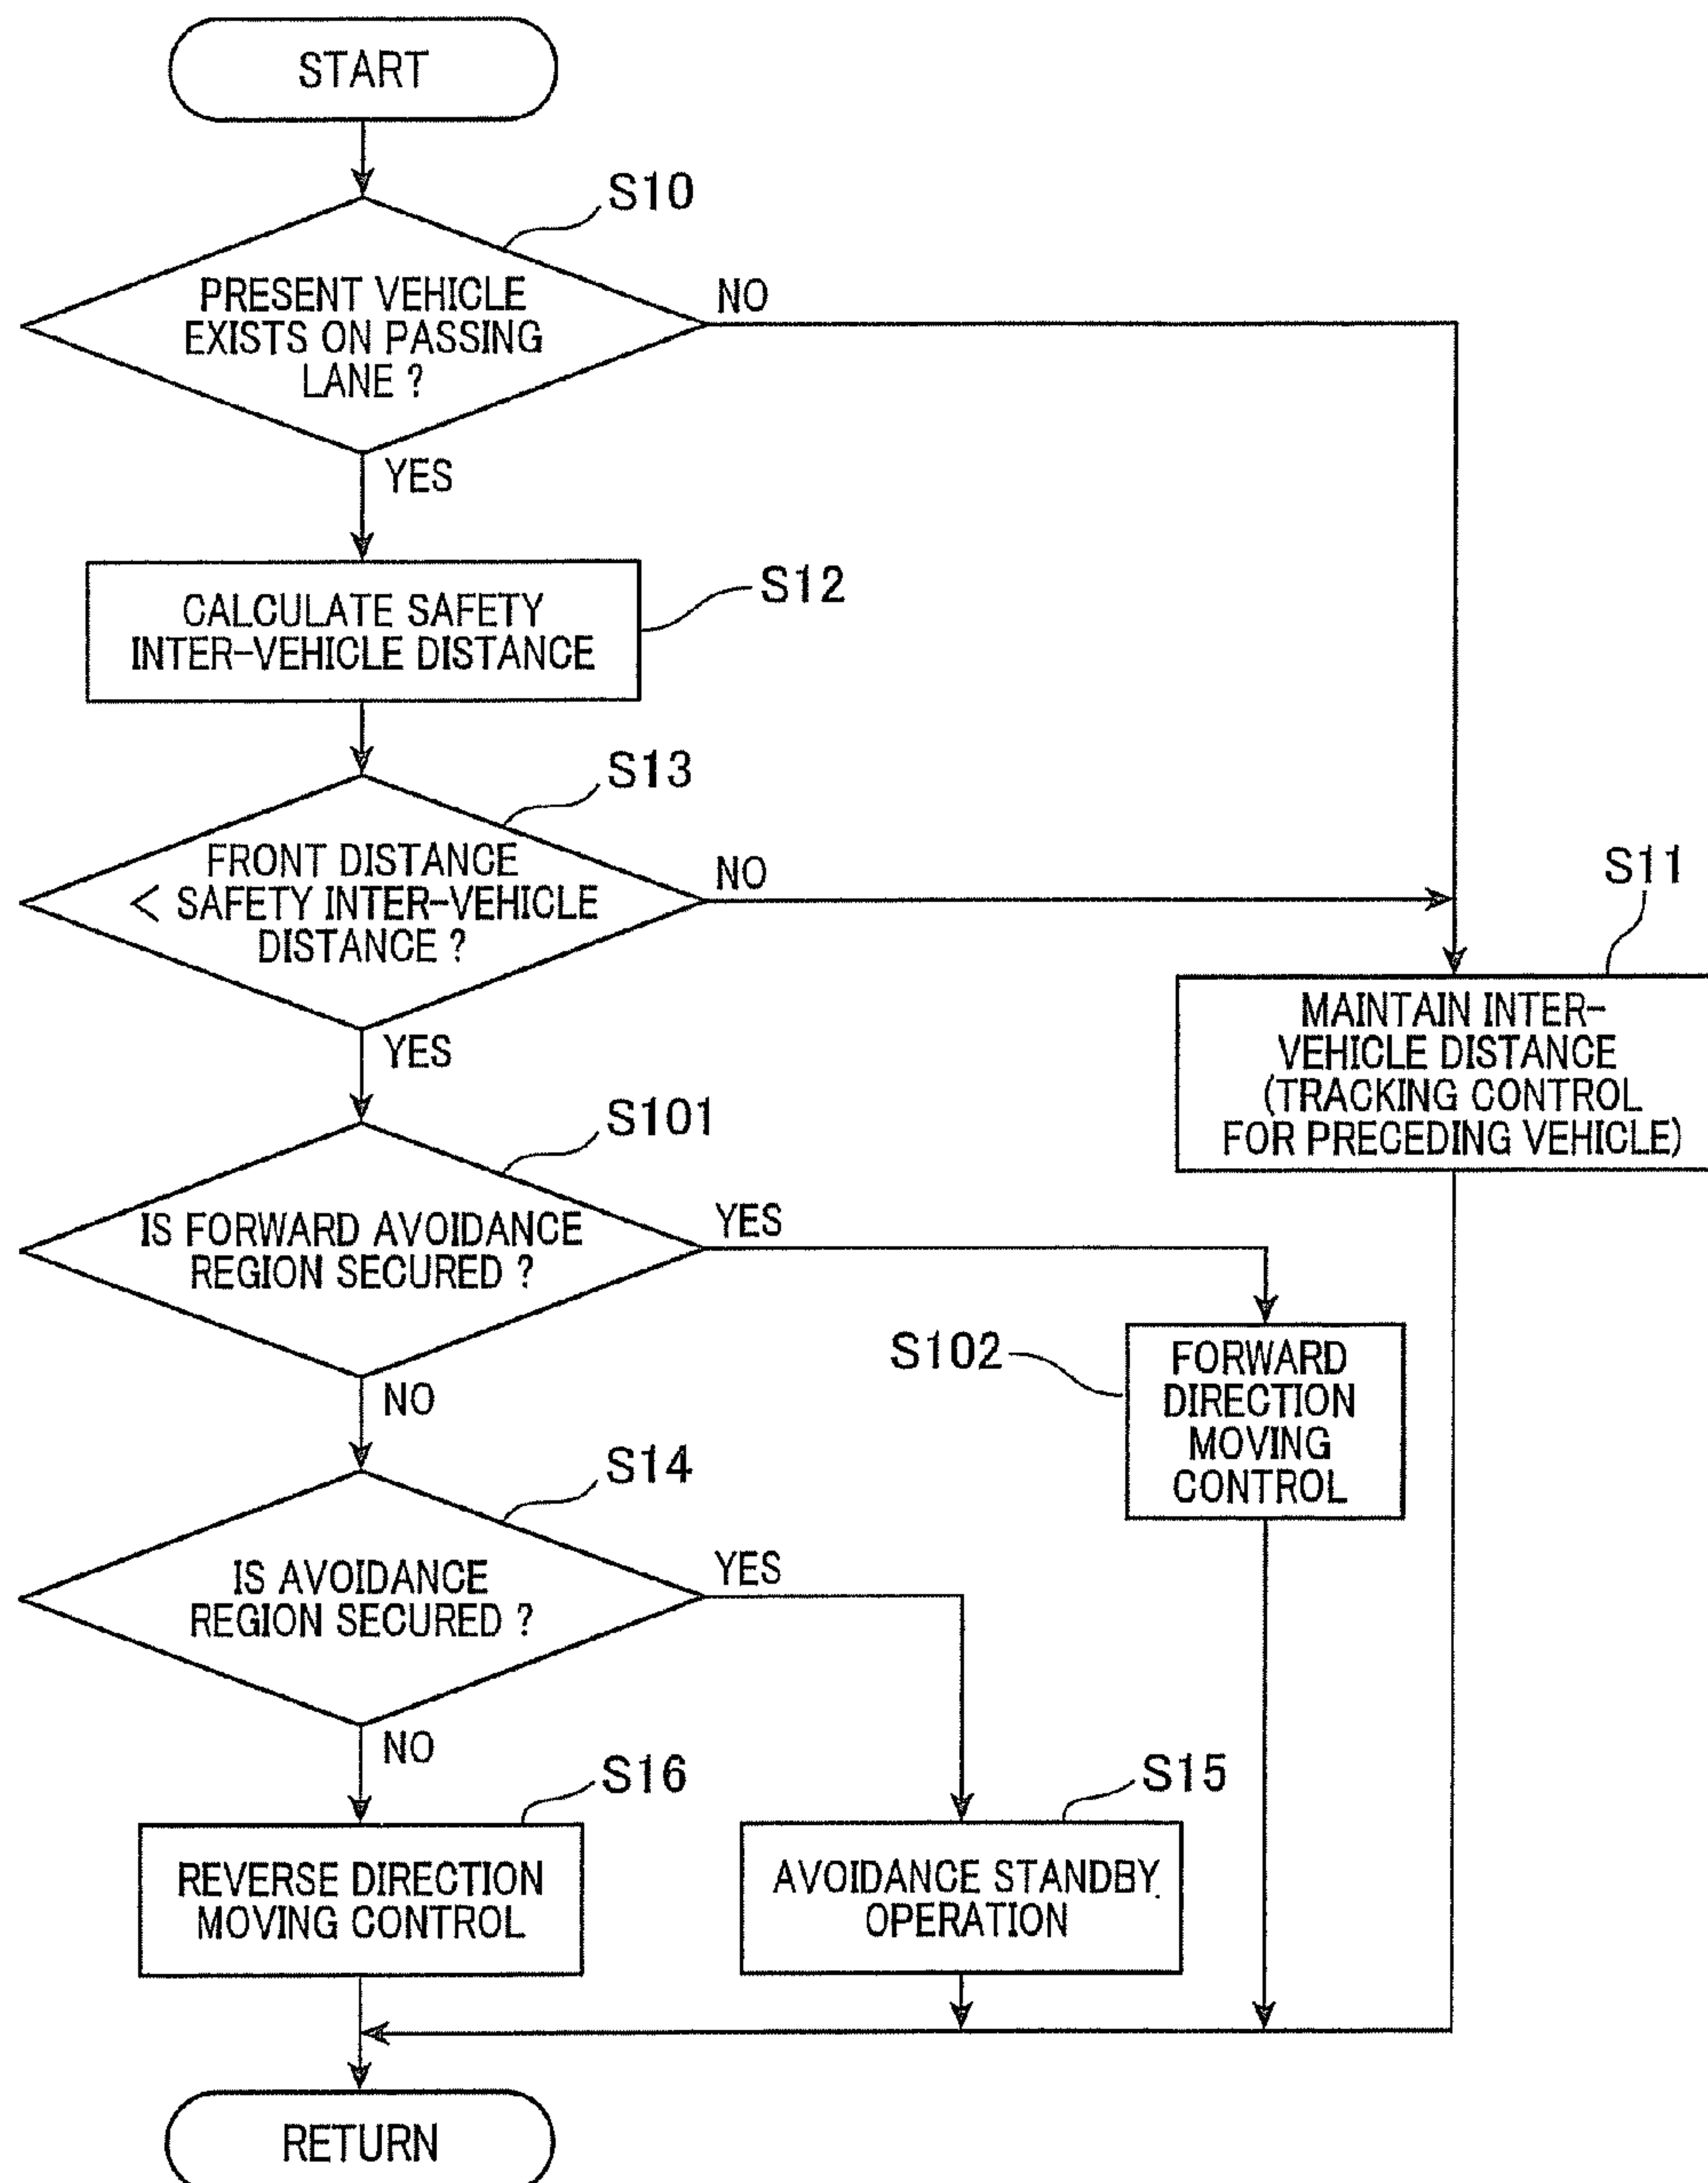 START
S10
PRESENT VEHICLE
EXISTS ON PASSING
LANE ?
NO
YES
CALCULATE SAFETY
INTER-VEHICLE DISTANCE
S12
S13
FRONT DISTANCE
< SAFETY INTER-VEHICLE
DISTANCE ?
NO
YES
S11
MAINTAIN INTER-
VEHICLE DISTANCE
(TRACKING CONTROL
FOR PRECEDING VEHICLE)
S101
IS FORWARD AVOIDANCE
REGION SECURED ?
YES
NO
S102
FORWARD
DIRECTION
MOVING
CONTROL
S14
IS AVOIDANCE
REGION SECURED ?
YES
NO
S16
REVERSE DIRECTION
MOVING CONTROL
S15
AVOIDANCE STANDBY
OPERATION
RETURN